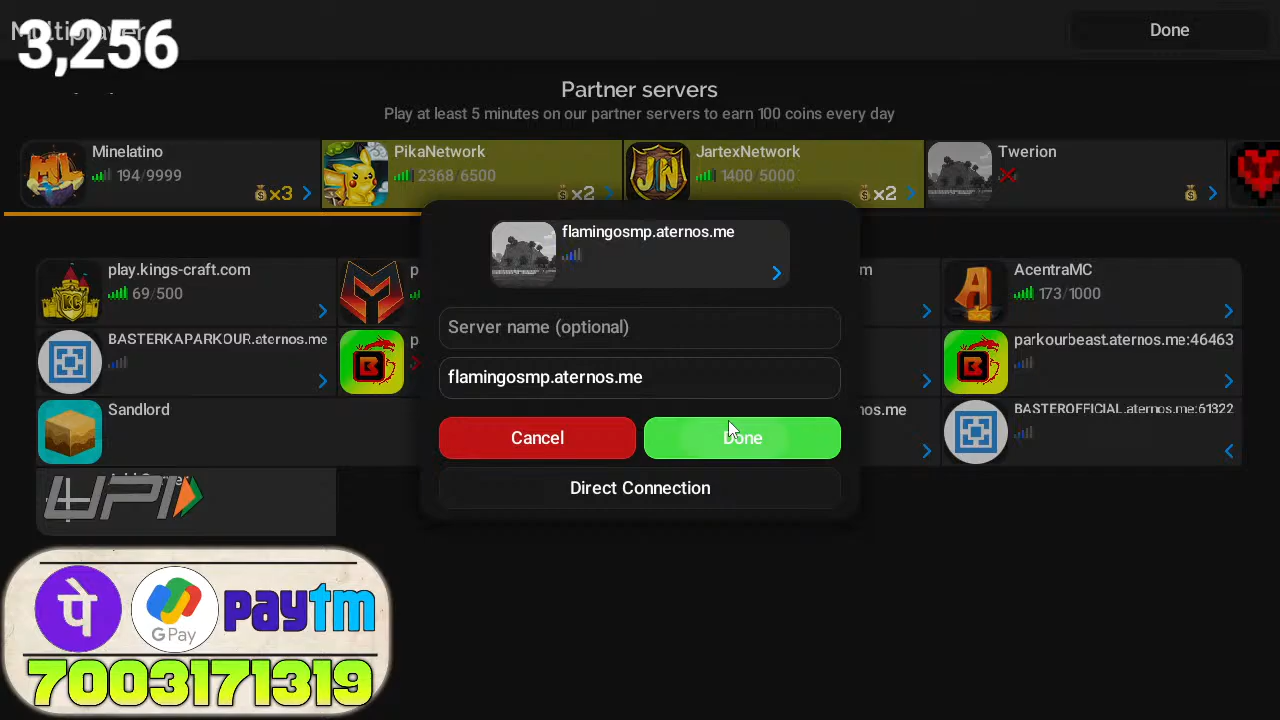 Multiplayer
3,256
Done
Partner servers
Play at least 5 minutes on our partner servers to earn 100 coins every day
Minelatino
194/9999
x3
PikaNetwork
2368/6500
x2
JartexNetwork
1400/5000
x2
Twerion
flamingosmp.aternos.me
play.kings-craft.com
69/500
AcentraMC
173/1000
Server name (optional)
BASTERKAPARKOUR.aternos.me
parkourbeast.aternos.me:46463
flamingosmp.aternos.me
Sandlord
BASTEROFFICIAL.aternos.me:61322
Cancel
Done
Add Server
UPI
Direct Connection
पे
G Pay
paytm
7003171319